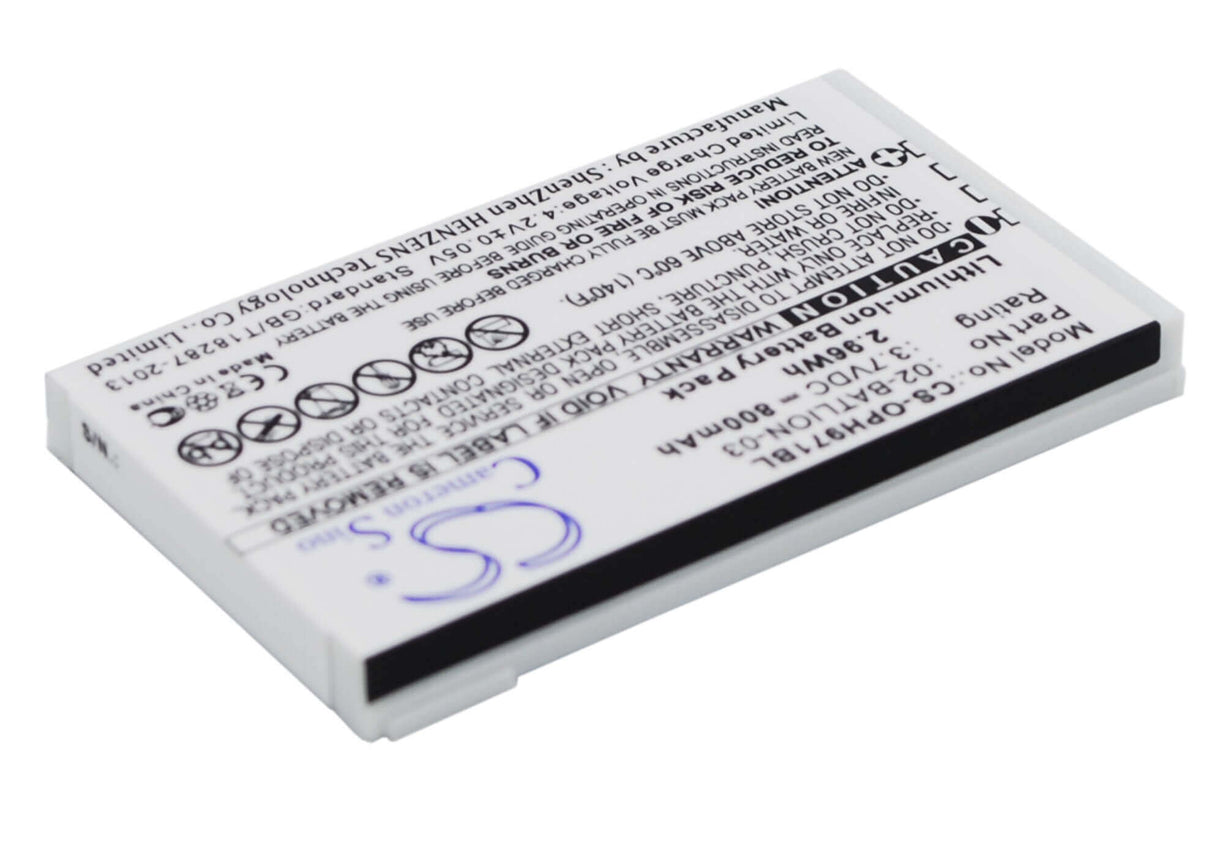 Model No.: CS-OPH971BL
Part No 02-BATLION-03
Rating 3.7VDC ⎓ 800mAh
2.96Wh
Lithium-Ion Battery Pack
CAUTION WARRANTY VOID IF LABEL IS REMOVED
•DO NOT ATTEMPT TO DISASSEMBLE, OPEN OR SERVICE BATTERY PACK
•REPLACE ONLY WITH THE BATTERY PACK DESIGNATED BATTERY PRODUCT
•DO NOT CRUSH, PUNCTURE, SHORT EXTERNAL CONTACTS OR DISPOSE OF
IN FIRE OR WATER.
•DO NOT STORE ABOVE 60℃ (140℉).
ATTENTION!
NEW BATTERY PACK MUST BE FULLY CHARGED BEFORE USE
TO REDUCE RISK OF FIRE OR BURNS
READ INSTRUCTIONS IN OPERATING GUIDE BEFORE USING THE BATTERY
Limited Charge Voltage:4.2V±0.05V Standard:GB/T18287-2013
Manufacture by: ShenZhen HENZENS Technology Co., Limited
Made in China
CE
Pb
CS ®
Cameron Sino